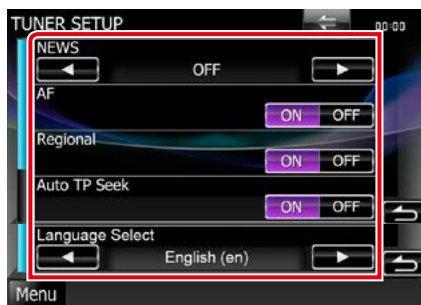 TUNER SETUP 00:00
NEWS
OFF
AF
ON OFF
Regional
ON OFF
Auto TP Seek
ON OFF
Language Select
English (en)
Menu